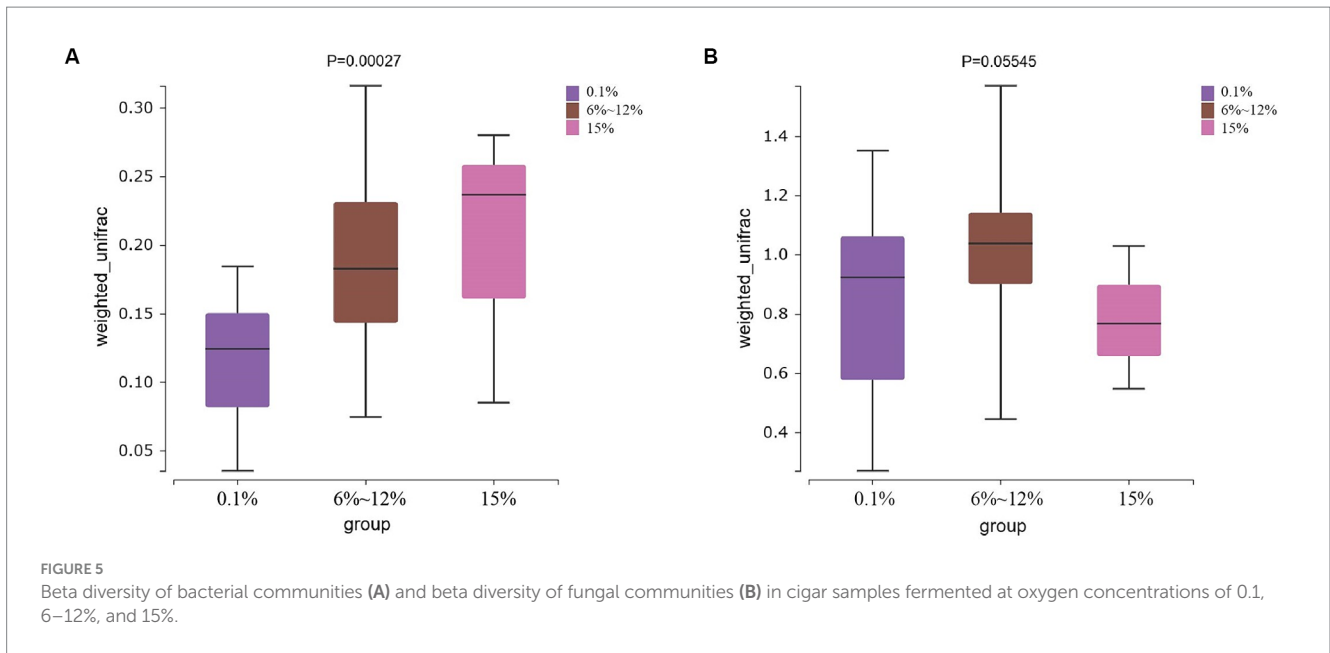 A
P=0.00027
0.1%
6%~12%
15%
0.30
0.25
0.20
0.15
0.10
0.05
weighted_unifrac
0.1%
6%~12%
15%
group
B
P=0.05545
0.1%
6%~12%
15%
1.4
1.2
1.0
0.8
0.6
0.4
weighted_unifrac
0.1%
6%~12%
15%
group
FIGURE 5
Beta diversity of bacterial communities (A) and beta diversity of fungal communities (B) in cigar samples fermented at oxygen concentrations of 0.1,
6–12%, and 15%.